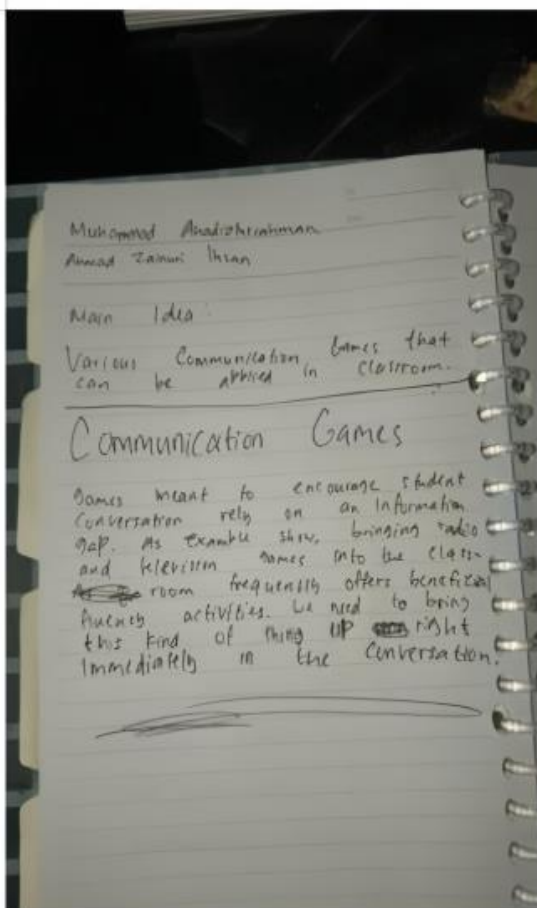 Muhammad
Ahmad Zainuri Ihsan
Main Idea :
Various Communication Games that
can be applied in classroom.
Communication Games
Games meant to encourage student
Conversation rely on an Information
gap. As example show, bringing radio
and television games into the class-
room frequently offers beneficial
fluency activities. We need to bring
this kind of thing up right
Immediately in the Conversation.